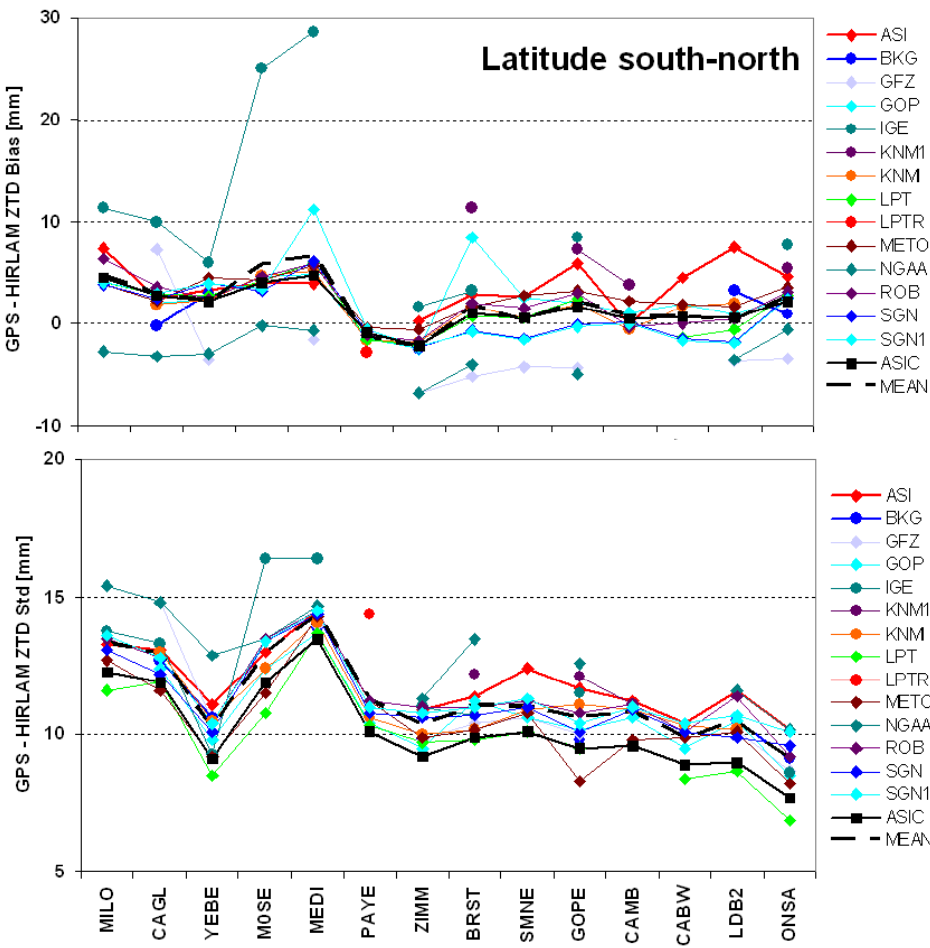 30
20
10
0
-10
GPS - HIRLAM ZTD Bias [mm]
Latitude south-north
ASI
BKG
GFZ
GOP
IGE
KNM1
KNMI
LPT
LPTR
METO
NGAA
ROB
SGN
SGN1
ASIC
MEAN
20
15
10
5
GPS - HIRLAM ZTD Std [mm]
ASI
BKG
GFZ
GOP
IGE
KNM1
KNMI
LPT
LPTR
METO
NGAA
ROB
SGN
SGN1
ASIC
MEAN
MILO
CAGL
YEBE
M0SE
MEDI
PAYE
ZIMM
BRST
SMNE
GOPE
CAMB
CABW
LDB2
ONSA